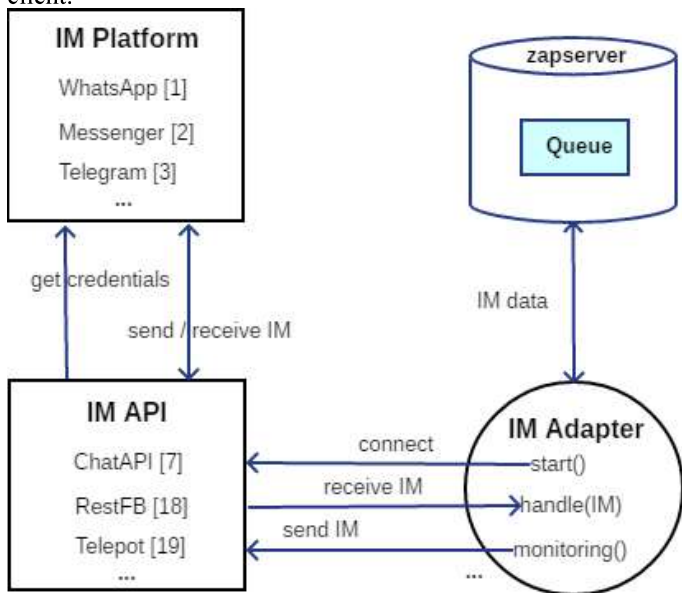 client.
IM Platform
WhatsApp [1]
Messenger [2]
Telegram [3]
...
zapserver
Queue
get credentials
send / receive IM
IM data
IM API
ChatAPI [7]
RestFB [18]
Telepot [19]
...
connect
receive IM
send IM
IM Adapter
start()
handle(IM)
monitoring()
...